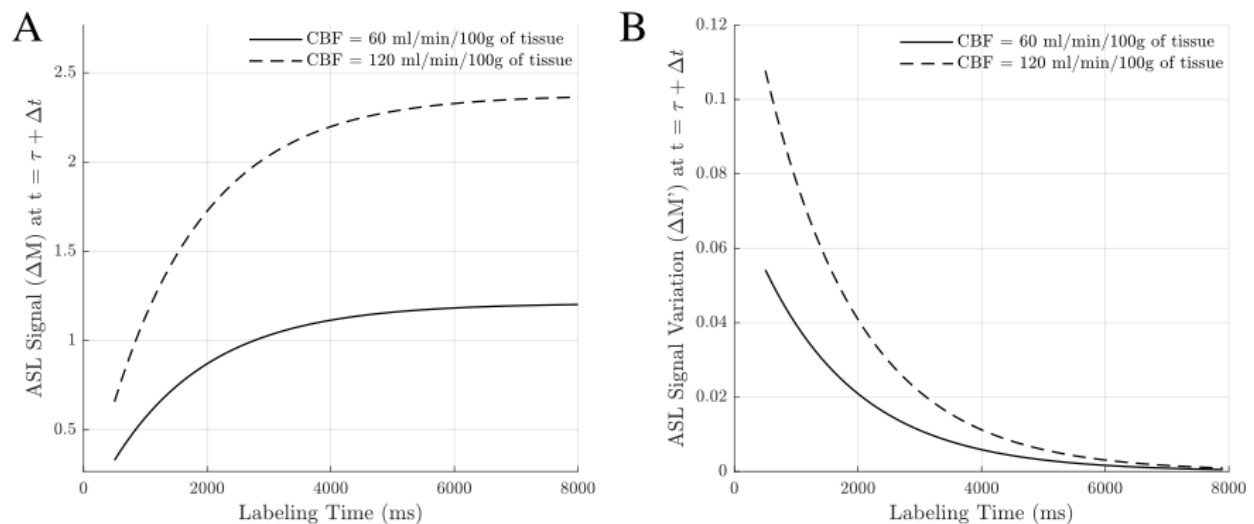 A
CBF = 60 ml/min/100g of tissue
CBF = 120 ml/min/100g of tissue
ASL Signal (ΔM) at t = τ + Δt
2.5
2
1.5
1
0.5
0
2000
4000
6000
8000
Labeling Time (ms)
B
CBF = 60 ml/min/100g of tissue
CBF = 120 ml/min/100g of tissue
ASL Signal Variation (ΔM') at t = τ + Δt
0.12
0.1
0.08
0.06
0.04
0.02
0
0
2000
4000
6000
8000
Labeling Time (ms)